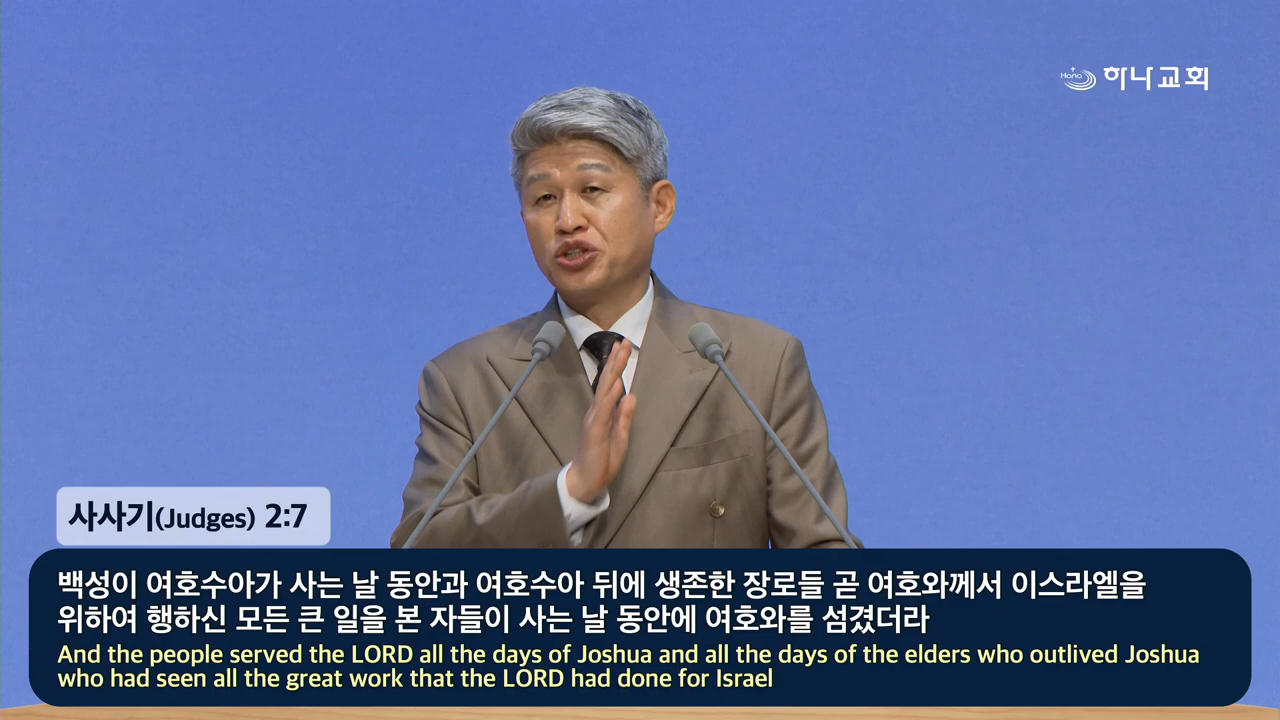 Hana 하나교회
사사기(Judges) 2:7
백성이 여호수아가 사는 날 동안과 여호수아 뒤에 생존한 장로들 곧 여호와께서 이스라엘을
위하여 행하신 모든 큰 일을 본 자들이 사는 날 동안에 여호와를 섬겼더라
And the people served the LORD all the days of Joshua and all the days of the elders who outlived Joshua
who had seen all the great work that the LORD had done for Israel